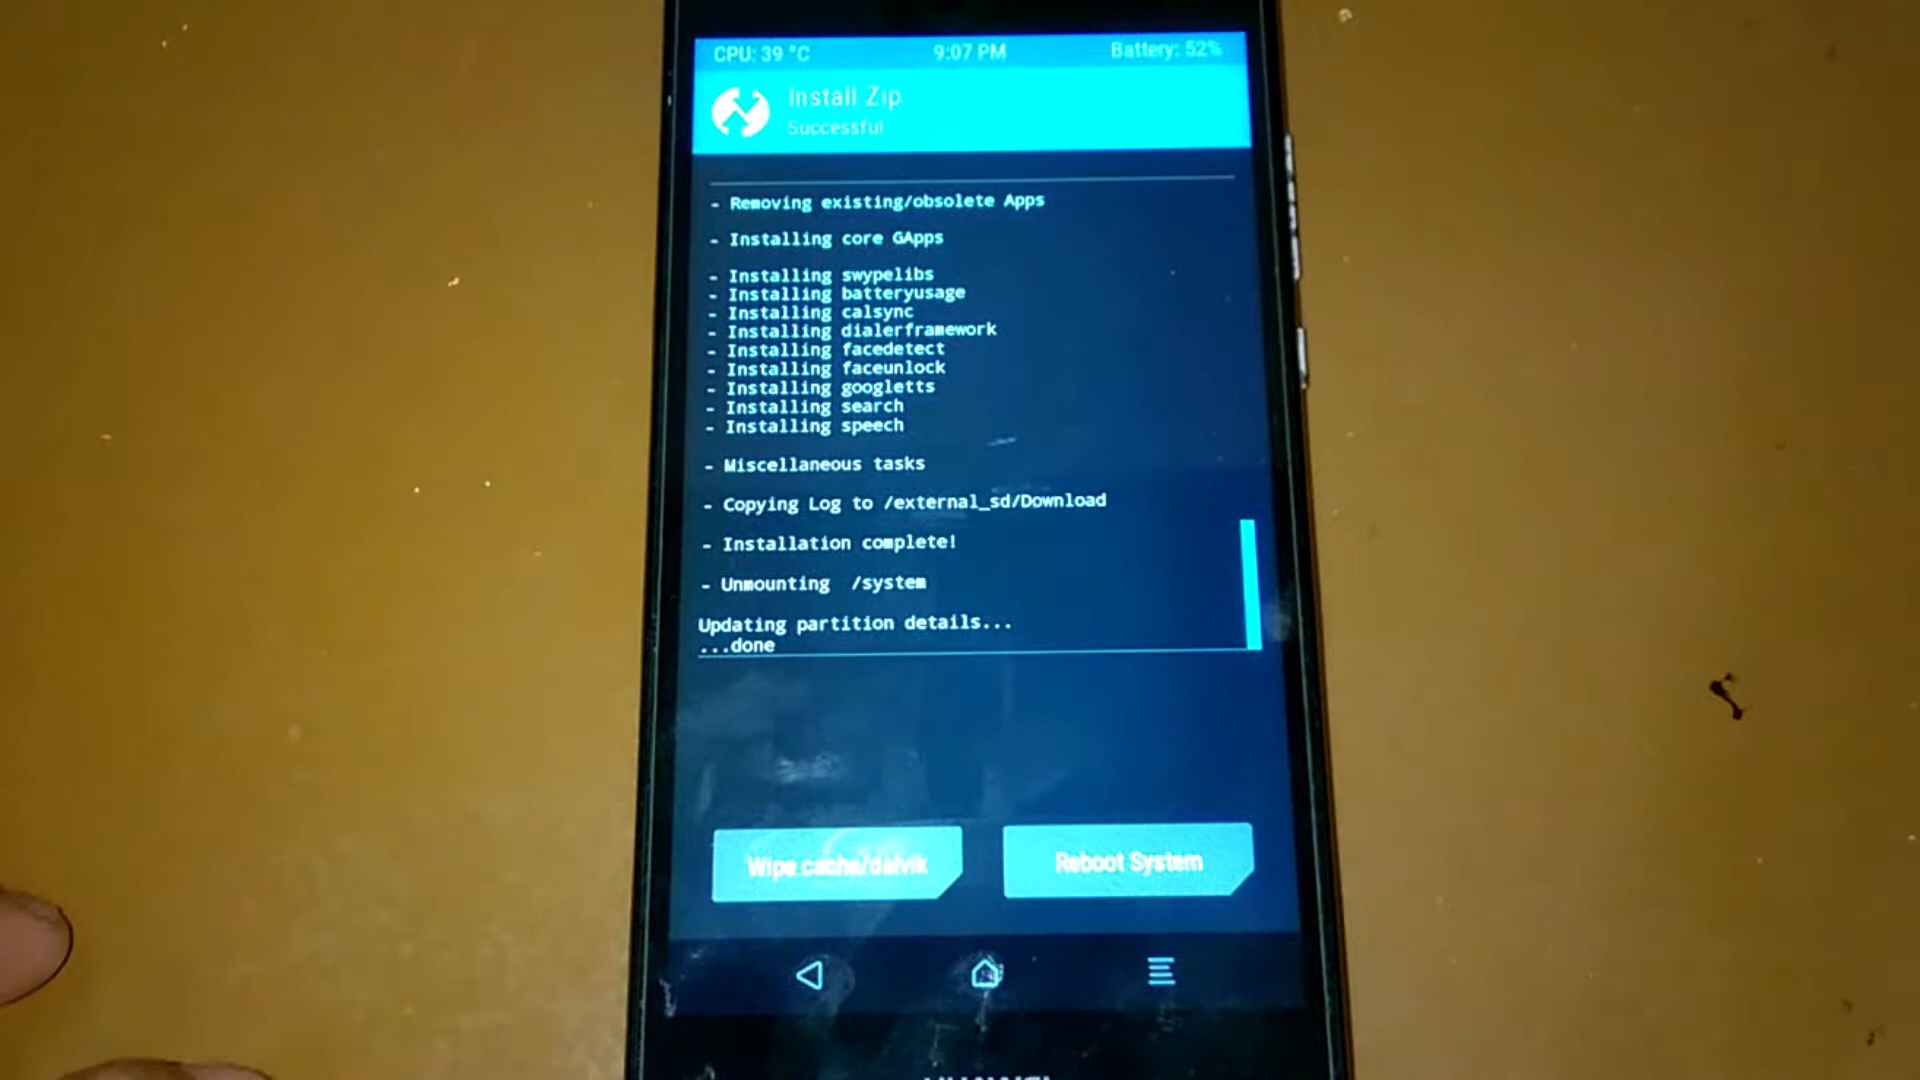 CPU: 39 °C 9:07 PM Battery: 52%
Install Zip
Successful
- Removing existing/obsolete Apps
- Installing core GApps
- Installing swypelibs
- Installing batteryusage
- Installing calsync
- Installing dialerframework
- Installing facedetect
- Installing faceunlock
- Installing googletts
- Installing search
- Installing speech
- Miscellaneous tasks
- Copying Log to /external_sd/Download
- Installation complete!
- Unmounting /system
Updating partition details...
...done
Wipe cache/dalvik Reboot System
HUAWEI